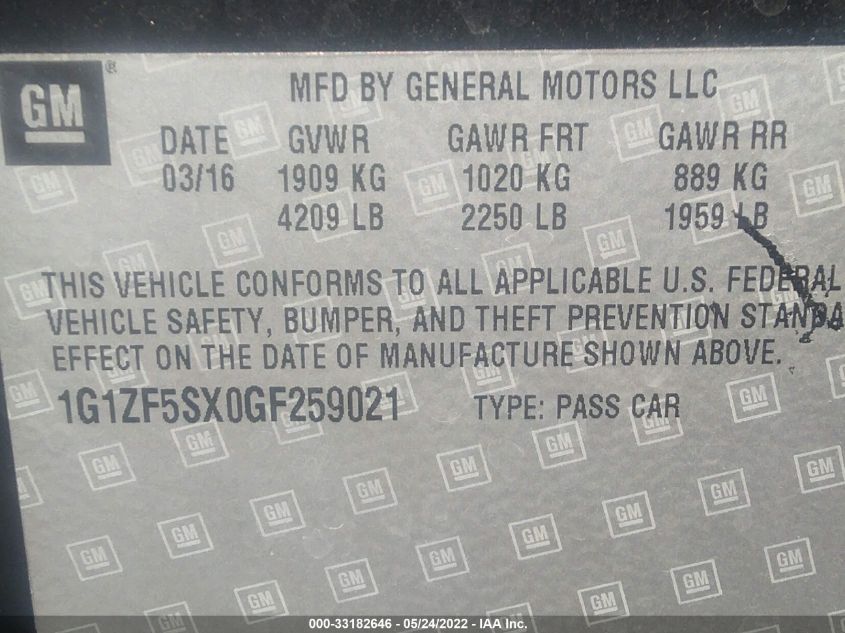 GM ®
MFD BY GENERAL MOTORS LLC
DATE GVWR GAWR FRT GAWR RR
03/16 1909 KG 1020 KG 889 KG
4209 LB 2250 LB 1959 LB
THIS VEHICLE CONFORMS TO ALL APPLICABLE U.S. FEDERAL
VEHICLE SAFETY, BUMPER, AND THEFT PREVENTION STANDA
EFFECT ON THE DATE OF MANUFACTURE SHOWN ABOVE.
1G1ZF5SX0GF259021 TYPE: PASS CAR
000-33182646 - 05/24/2022 - IAA Inc.